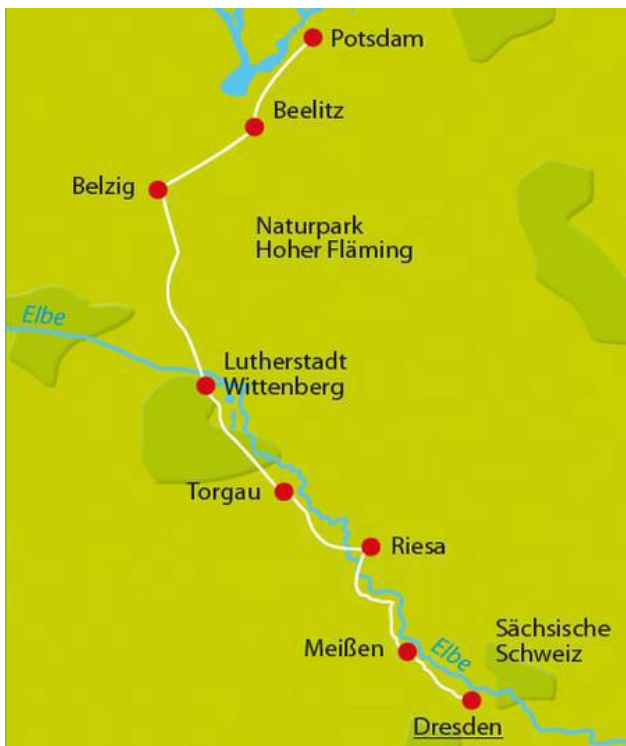 Potsdam
Beelitz
Belzig
Naturpark
Hoher Fläming
Elbe
Lutherstadt
Wittenberg
Torgau
Riesa
Sächsische
Schweiz
Meißen
Elbe
Dresden